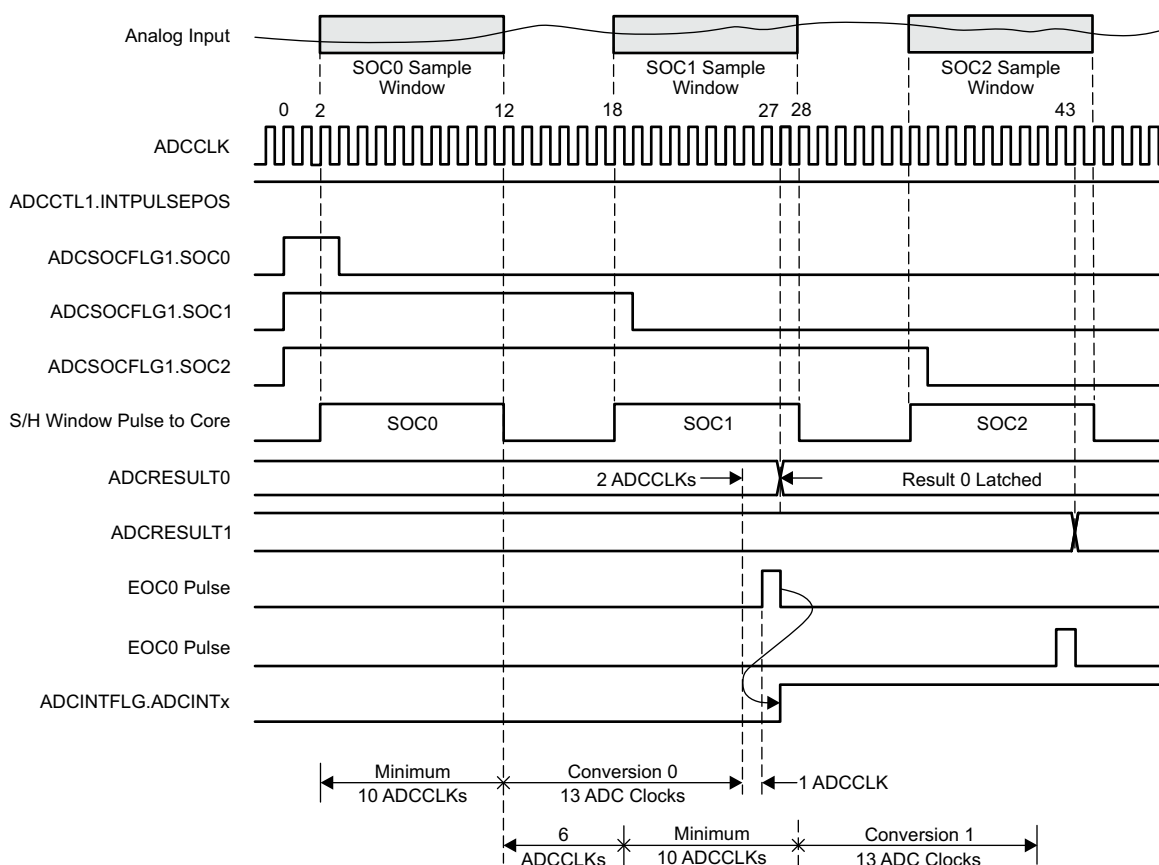 Analog Input
SOC0 Sample
Window
SOC1 Sample
Window
SOC2 Sample
Window
0 2 12 18 27 28 43
ADCCLK
ADCCTL1.INTPULSEPOS
ADCSOCFLG1.SOC0
ADCSOCFLG1.SOC1
ADCSOCFLG1.SOC2
S/H Window Pulse to Core SOC0 SOC1 SOC2
ADCRESULT0 2 ADCCLKs Result 0 Latched
ADCRESULT1
EOC0 Pulse
EOC0 Pulse
ADCINTFLG.ADCINTx
Minimum
10 ADCCLKs
Conversion 0
13 ADC Clocks
1 ADCCLK
6
ADCCLKs
Minimum
10 ADCCLKs
Conversion 1
13 ADC Clocks